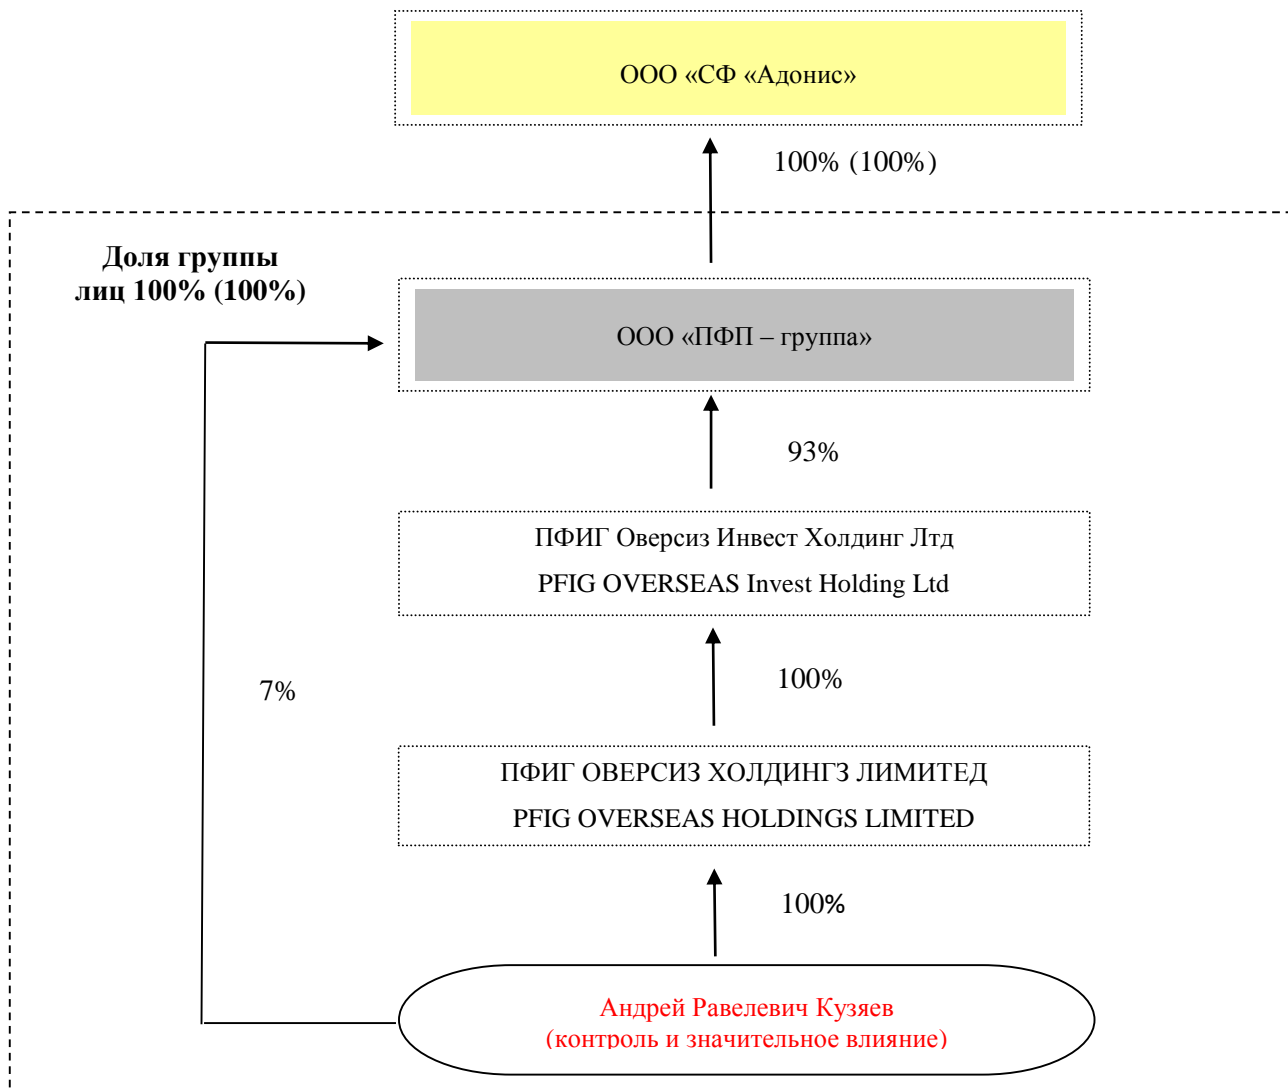 ООО «СФ «Адонис»
100% (100%)
Доля группы
лиц 100% (100%)
ООО «ПФП – группа»
93%
ПФИГ Оверсиз Инвест Холдинг Лтд
PFIG OVERSEAS Invest Holding Ltd
7%
100%
ПФИГ ОВЕРСИЗ ХОЛДИНГЗ ЛИМИТЕД
PFIG OVERSEAS HOLDINGS LIMITED
100%
Андрей Равелевич Кузяев
(контроль и значительное влияние)